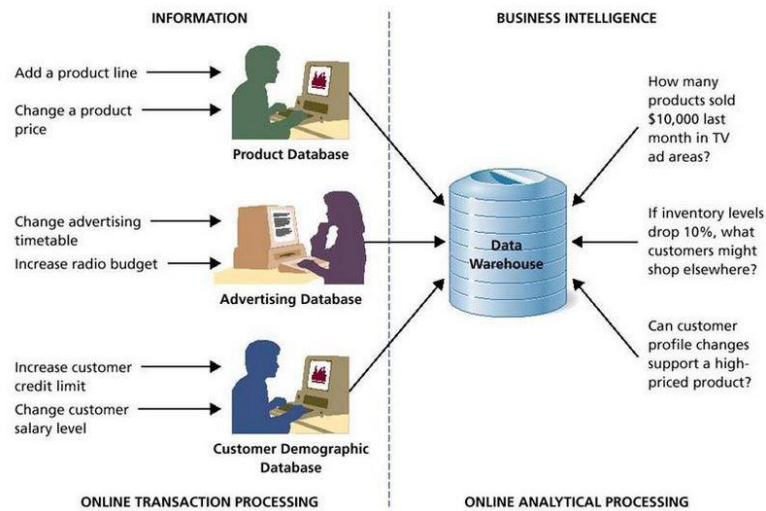 INFORMATION
BUSINESS INTELLIGENCE
Add a product line
Change a product
price
Product Database
Change advertising
timetable
Increase radio budget
Advertising Database
Increase customer
credit limit
Change customer
salary level
Customer Demographic
Database
Data
Warehouse
How many
products sold
$10,000 last
month in TV
ad areas?
If inventory levels
drop 10%, what
customers might
shop elsewhere?
Can customer
profile changes
support a high-
priced product?
ONLINE TRANSACTION PROCESSING
ONLINE ANALYTICAL PROCESSING